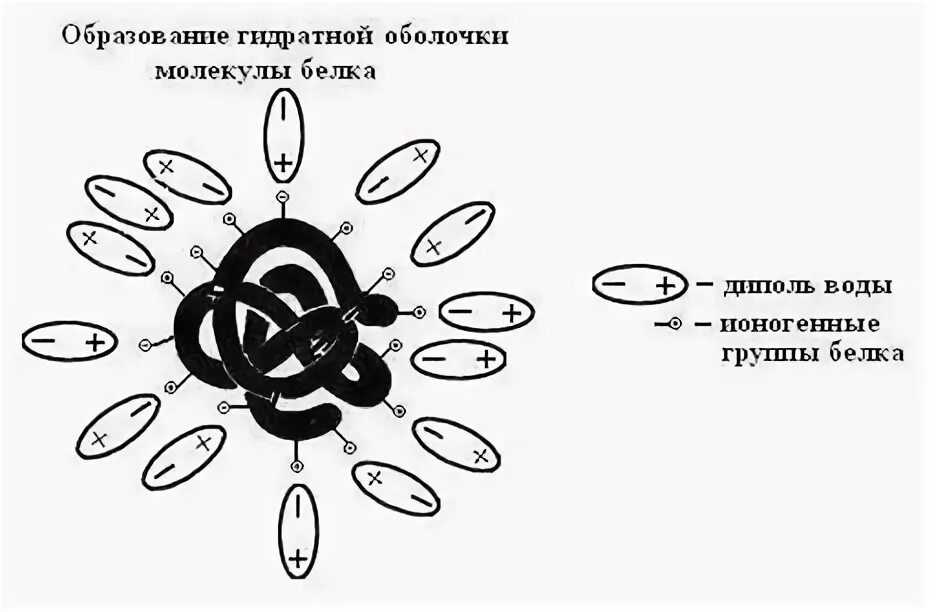 Образование гидратной оболочки
молекулы белка
− + − диполь воды
− ионогенные
группы белка